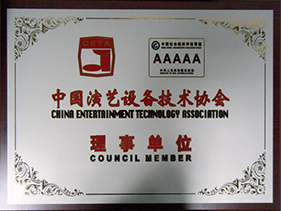 CETA
AAAAA
中国演艺设备技术协会
CHINA ENTERTAINMENT TECHNOLOGY ASSOCIATION
理事单位
COUNCIL MEMBER